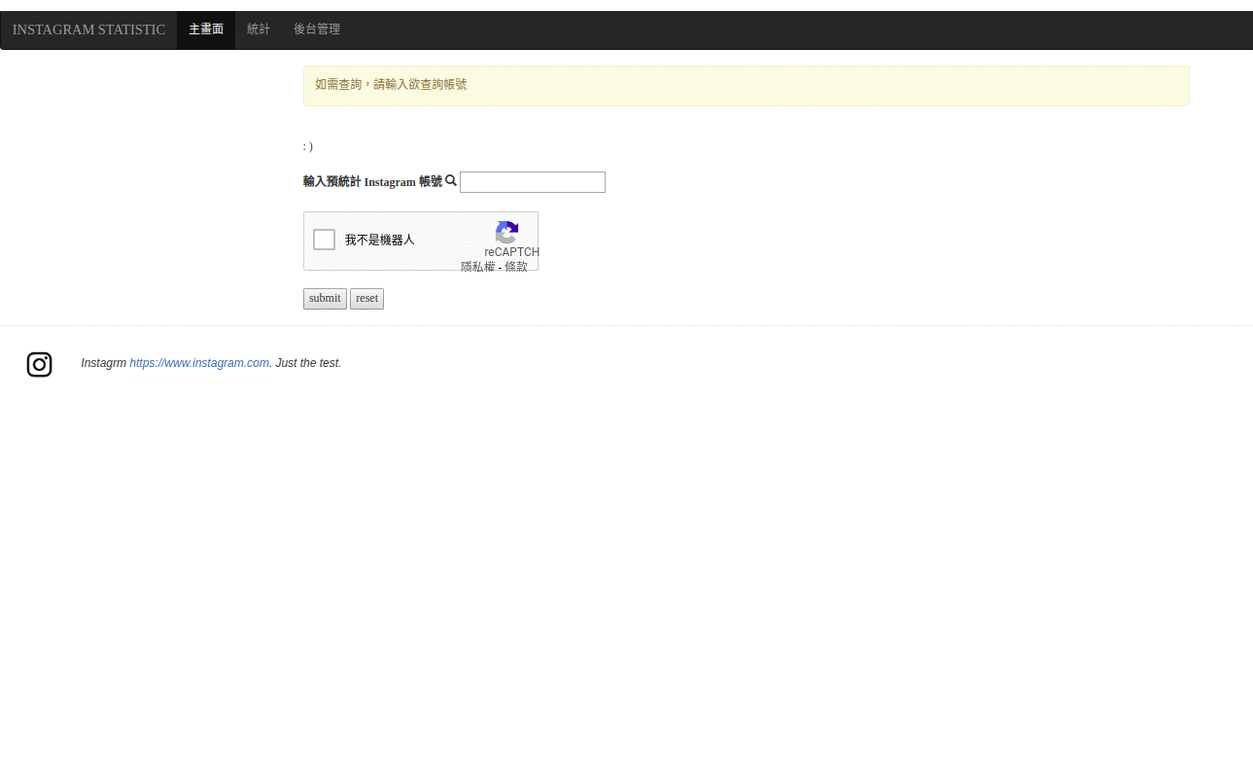 INSTAGRAM STATISTIC 主畫面 統計 後台管理
如需查詢，請輸入欲查詢帳號
: )
輸入預統計 Instagram 帳號
我不是機器人
reCAPTCH
隱私權 - 條款
submit reset
Instagrm https://www.instagram.com. Just the test.